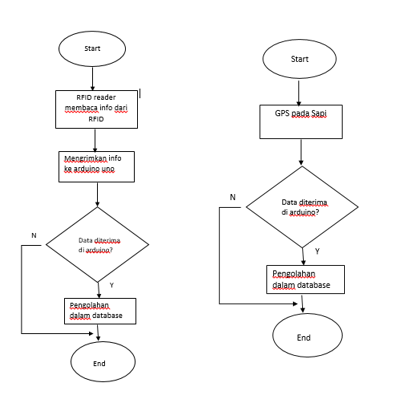 Start
RFID reader
membaca info dari
RFID
Mengrimkan info
ke arduino uno
Data diterima
di arduino?
N
Y
Pengolahan
dalam database
End
Start
GPS pada Sapi
Data diterima
di arduino?
N
Y
Pengolahan
dalam database
End